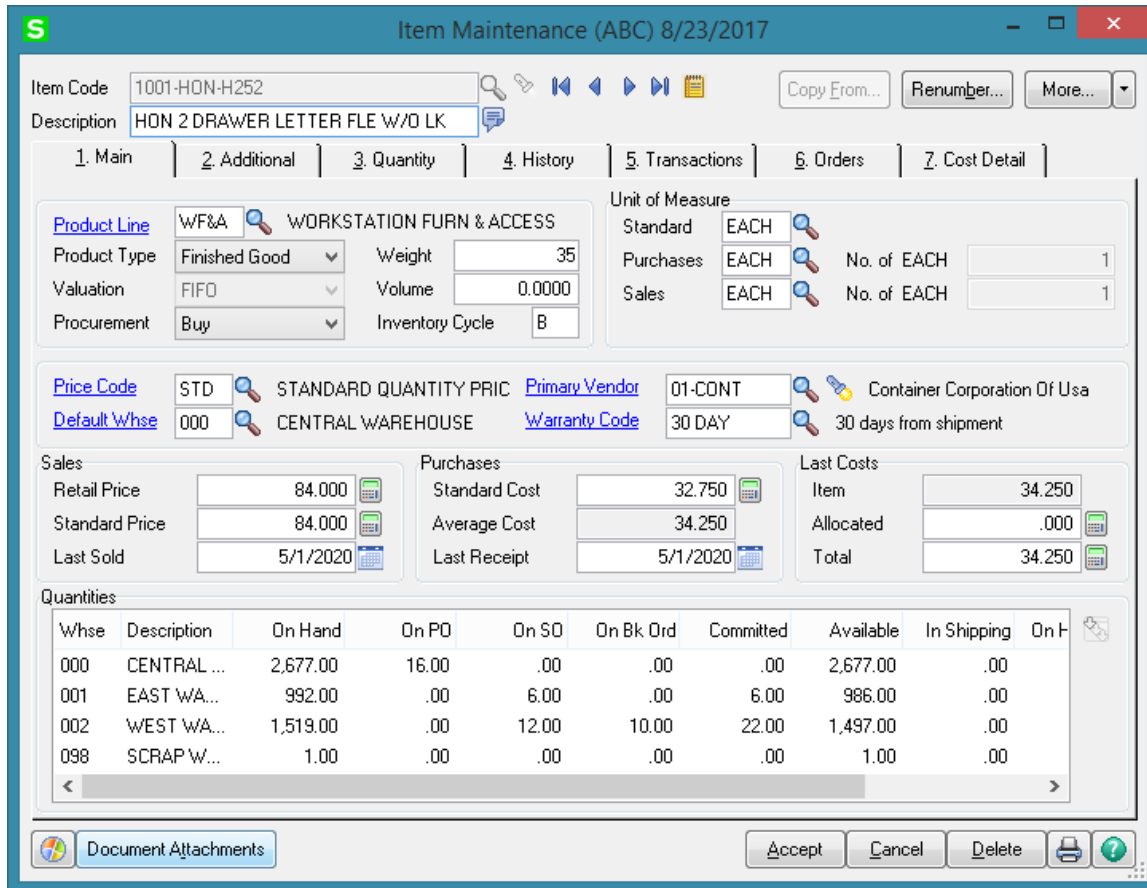 S Item Maintenance (ABC) 8/23/2017
Item Code 1001-HON-H252 Copy From... Renumber... More...
Description HON 2 DRAWER LETTER FLE W/O LK
1. Main 2. Additional 3. Quantity 4. History 5. Transactions 6. Orders 7. Cost Detail
Unit of Measure
Product Line WF&A WORKSTATION FURN & ACCESS Standard EACH
Product Type Finished Good Weight 35 Purchases EACH No. of EACH 1
Valuation FIFO Volume 0.0000 Sales EACH No. of EACH 1
Procurement Buy Inventory Cycle B
Price Code STD STANDARD QUANTITY PRIC Primary Vendor 01-CONT Container Corporation Of Usa
Default Whse 000 CENTRAL WAREHOUSE Warranty Code 30 DAY 30 days from shipment
Sales Purchases Last Costs
Retail Price 84.000 Standard Cost 32.750 Item 34.250
Standard Price 84.000 Average Cost 34.250 Allocated .000
Last Sold 5/1/2020 Last Receipt 5/1/2020 Total 34.250
Quantities
Whse Description On Hand On PO On SO On Bk Ord Committed Available In Shipping On H
000 CENTRAL ... 2,677.00 16.00 .00 .00 .00 2,677.00 .00
001 EAST WA... 992.00 .00 6.00 .00 6.00 986.00 .00
002 WEST WA... 1,519.00 .00 12.00 10.00 22.00 1,497.00 .00
098 SCRAP W... 1.00 .00 .00 .00 .00 1.00 .00
Document Attachments Accept Cancel Delete